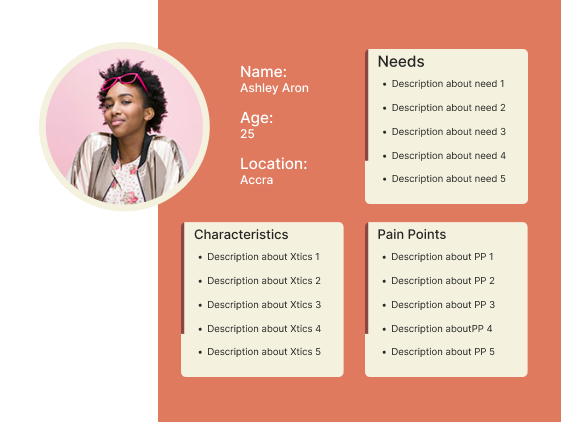 Name:
Ashley Aron
Age:
25
Location:
Accra
Needs
• Description about need 1
• Description about need 2
• Description about need 3
• Description about need 4
• Description about need 5
Characteristics
• Description about Xtics 1
• Description about Xtics 2
• Description about Xtics 3
• Description about Xtics 4
• Description about Xtics 5
Pain Points
• Description about PP 1
• Description about PP 2
• Description about PP 3
• Description aboutPP 4
• Description about PP 5